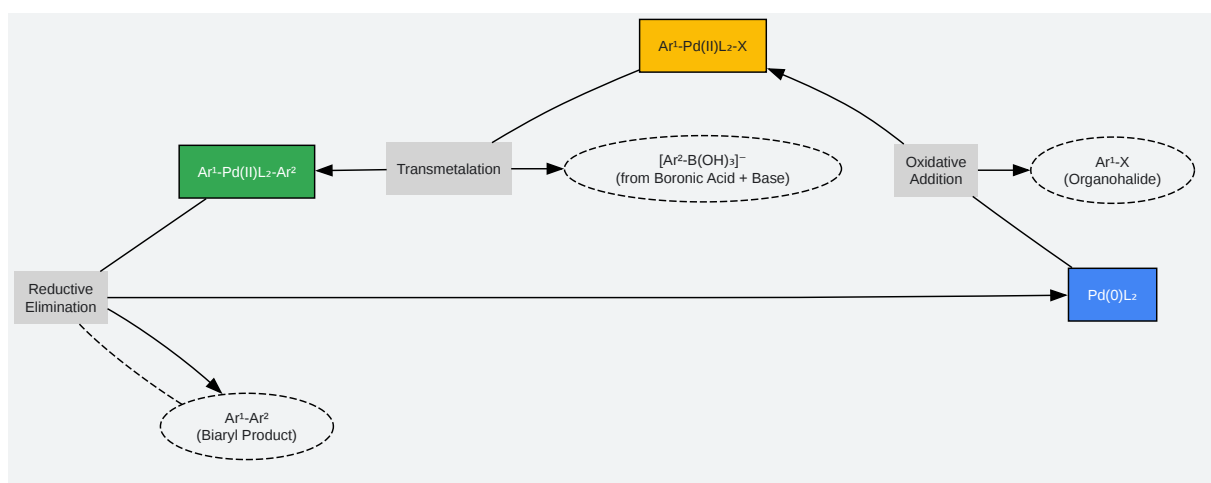 Ar¹-Pd(II)L₂-X
Ar¹-Pd(II)L₂-Ar²
Transmetalation
[Ar²-B(OH)₃]⁻
(from Boronic Acid + Base)
Oxidative
Addition
Ar¹-X
(Organohalide)
Reductive
Elimination
Pd(0)L₂
Ar¹-Ar²
(Biaryl Product)